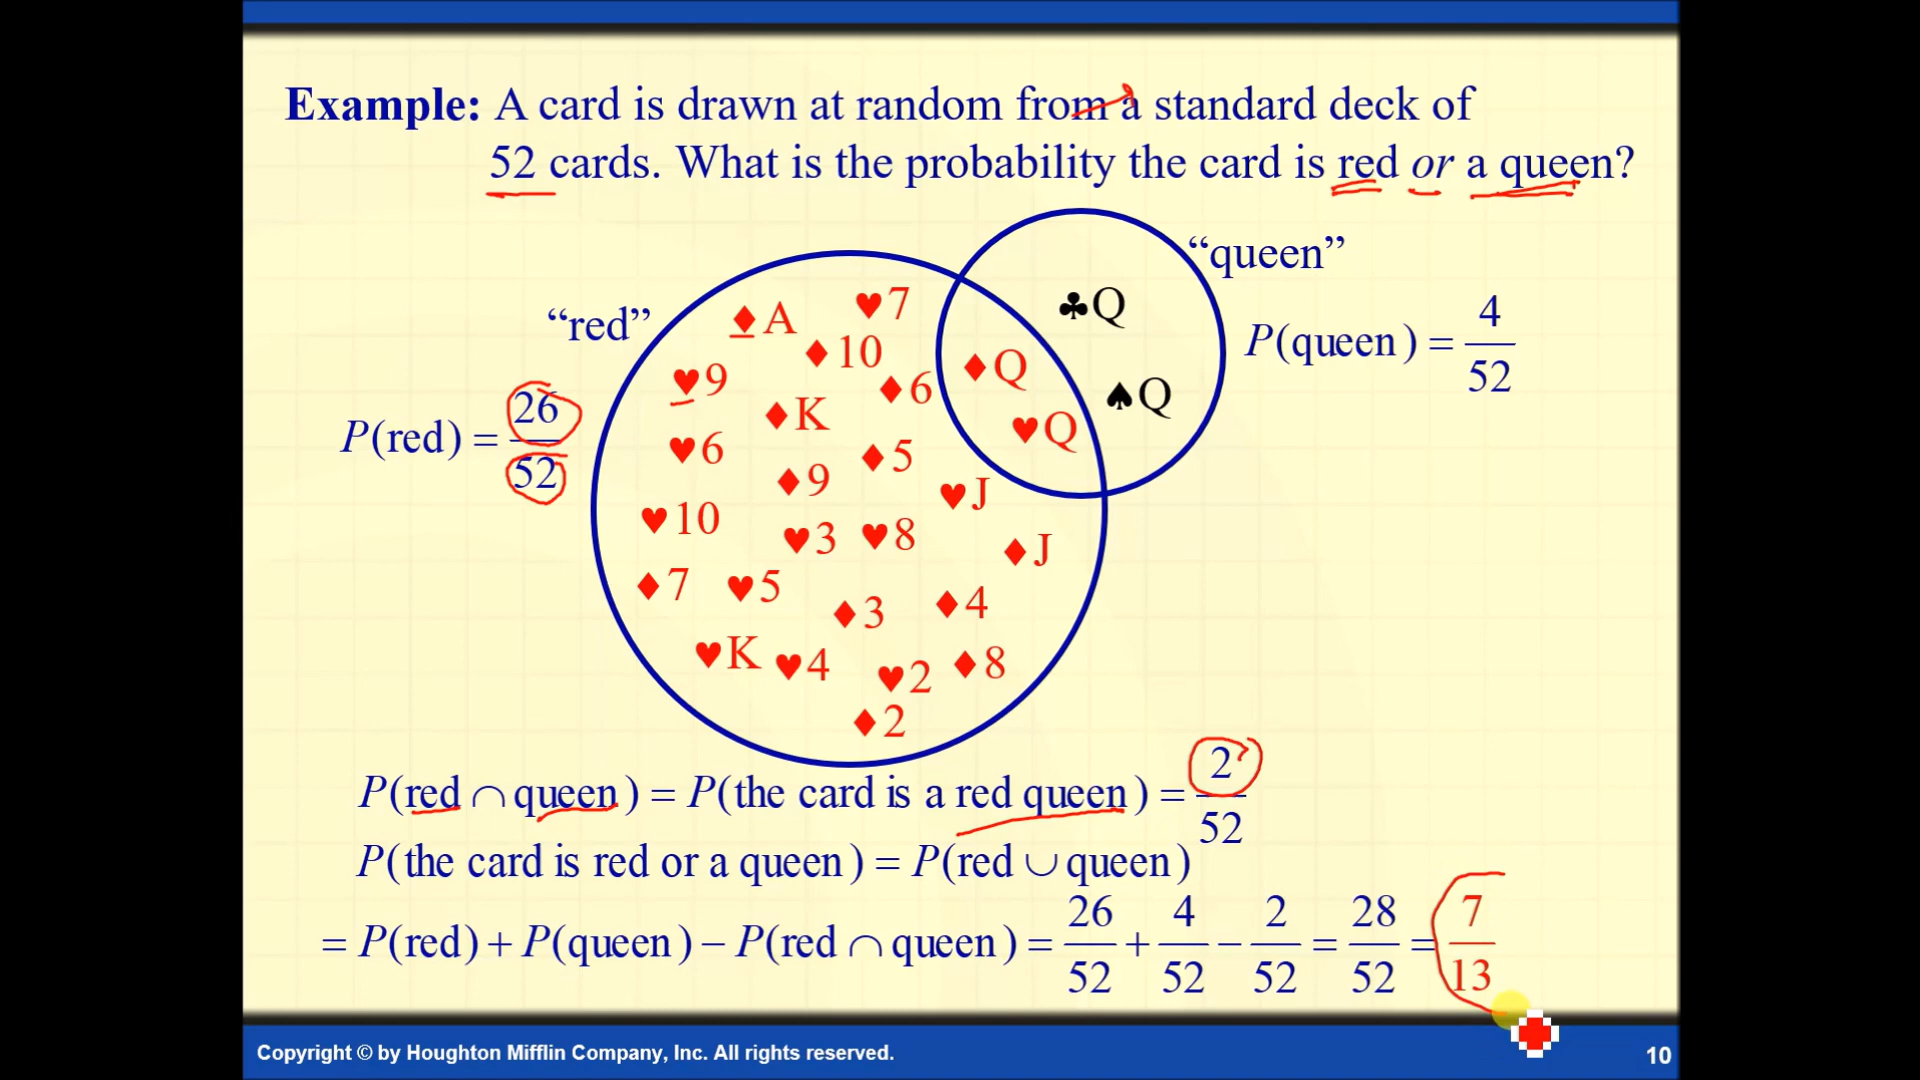 Example: A card is drawn at random from a standard deck of
52 cards. What is the probability the card is red or a queen?
“queen”
“red”
♣Q
♦A
♥7
♦10
♦Q
♥9
♦6
♠Q
♦K
♥Q
♥6
♦5
♦9
♥J
♥10
♥3
♥8
♦J
♦7
♥5
♦3
♦4
♥K
♥4
♥2
♦8
♦2
P(queen) = 4/52
P(red) = 26/52
P(red ∩ queen) = P(the card is a red queen) = 2/52
P(the card is red or a queen) = P(red ∪ queen)
= P(red) + P(queen) − P(red ∩ queen) = 26/52 + 4/52 − 2/52 = 28/52 = 7/13
Copyright © by Houghton Mifflin Company, Inc. All rights reserved.
10